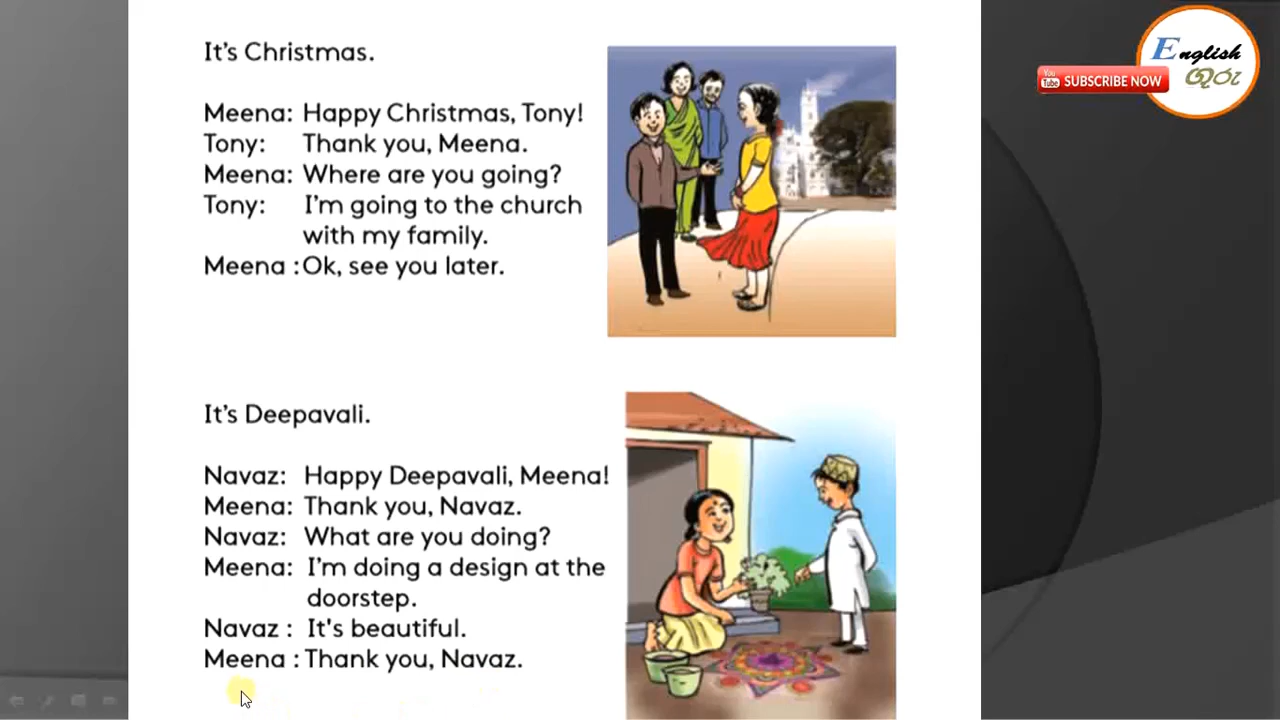 It's Christmas.
Meena: Happy Christmas, Tony!
Tony: Thank you, Meena.
Meena: Where are you going?
Tony: I'm going to the church
with my family.
Meena : Ok, see you later.
It's Deepavali.
Navaz: Happy Deepavali, Meena!
Meena: Thank you, Navaz.
Navaz: What are you doing?
Meena: I'm doing a design at the
doorstep.
Navaz : It's beautiful.
Meena : Thank you, Navaz.
English
You Tube SUBSCRIBE NOW